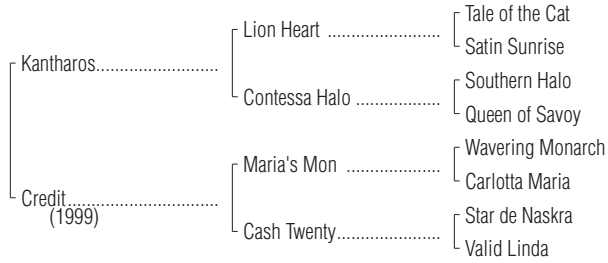 Tale of the Cat
Lion Heart ....................
Satin Sunrise
Kantharos......................
Southern Halo
Contessa Halo ...............
Queen of Savoy
Wavering Monarch
Maria's Mon .................
Carlotta Maria
Credit...........................
(1999)
Star de Naskra
Cash Twenty..................
Valid Linda